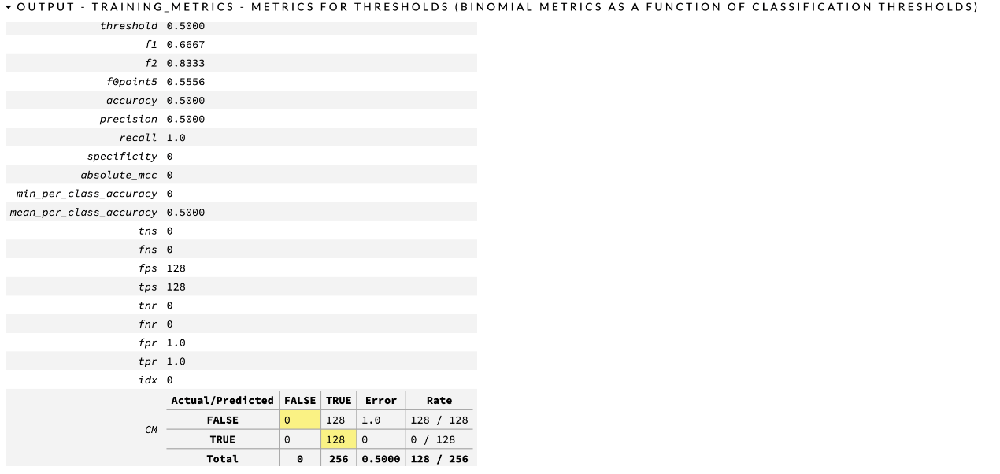 OUTPUT - TRAINING_METRICS - METRICS FOR THRESHOLDS (BINOMIAL METRICS AS A FUNCTION OF CLASSIFICATION THRESHOLDS)
threshold 0.5000
f1 0.6667
f2 0.8333
f0point5 0.5556
accuracy 0.5000
precision 0.5000
recall 1.0
specificity 0
absolute_mcc 0
min_per_class_accuracy 0
mean_per_class_accuracy 0.5000
tns 0
fns 0
fps 128
tps 128
tnr 0
fnr 0
fpr 1.0
tpr 1.0
idx 0
CM
Actual/Predicted FALSE TRUE Error Rate
FALSE 0 128 1.0 128 / 128
TRUE 0 128 0 0 / 128
Total 0 256 0.5000 128 / 256